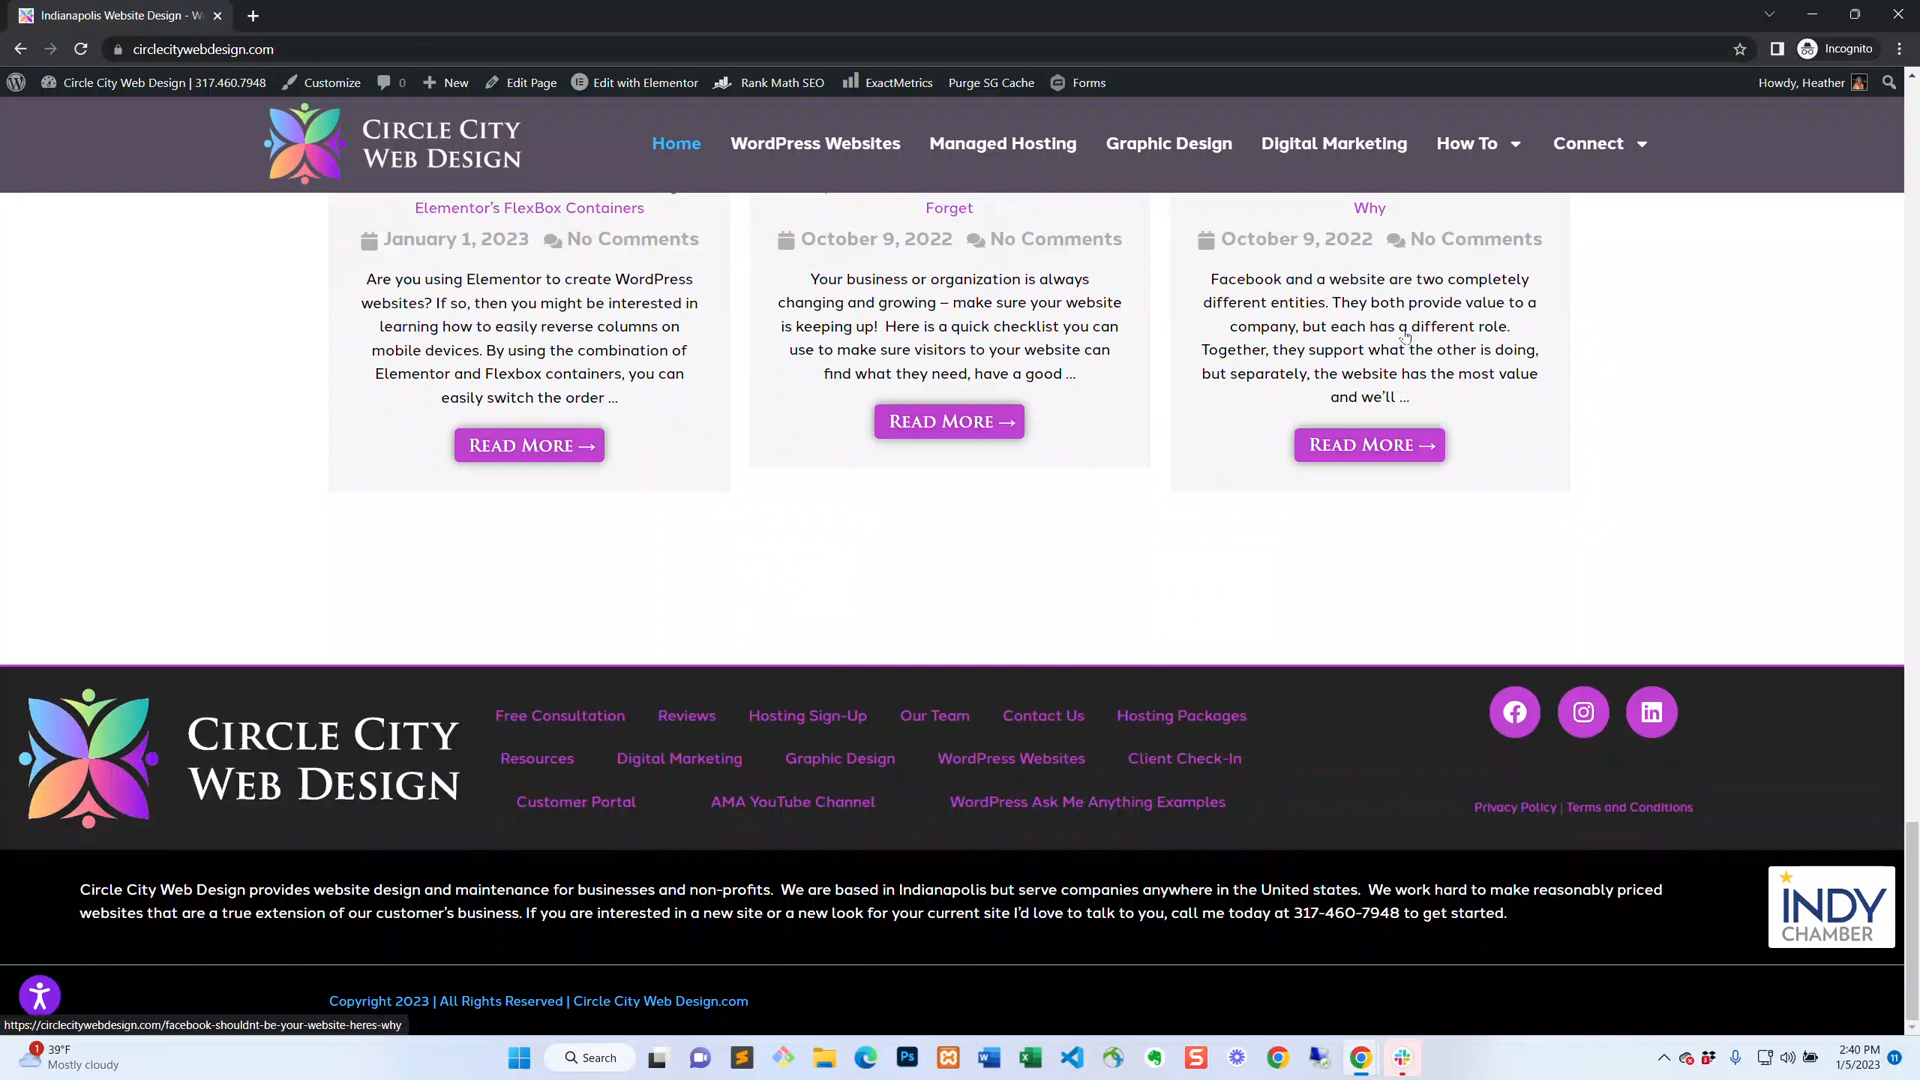 Indianapolis Website Design - W
circlecitywebdesign.com
Incognito
Circle City Web Design | 317.460.7948
Customize
0
New
Edit Page
Edit with Elementor
Rank Math SEO
ExactMetrics
Purge SG Cache
Forms
Howdy, Heather
CIRCLE CITY
WEB DESIGN
Home
WordPress Websites
Managed Hosting
Graphic Design
Digital Marketing
How To
Connect
Elementor's FlexBox Containers
January 1, 2023 No Comments
Are you using Elementor to create WordPress
websites? If so, then you might be interested in
learning how to easily reverse columns on
mobile devices. By using the combination of
Elementor and Flexbox containers, you can
easily switch the order ...
READ MORE →
Forget
October 9, 2022 No Comments
Your business or organization is always
changing and growing – make sure your website
is keeping up! Here is a quick checklist you can
use to make sure visitors to your website can
find what they need, have a good ...
READ MORE →
Why
October 9, 2022 No Comments
Facebook and a website are two completely
different entities. They both provide value to a
company, but each has a different role.
Together, they support what the other is doing,
but separately, the website has the most value
and we'll ...
READ MORE →
CIRCLE CITY
WEB DESIGN
Free Consultation Reviews Hosting Sign-Up Our Team Contact Us Hosting Packages
Resources Digital Marketing Graphic Design WordPress Websites Client Check-In
Customer Portal AMA YouTube Channel WordPress Ask Me Anything Examples
Privacy Policy | Terms and Conditions
Circle City Web Design provides website design and maintenance for businesses and non-profits. We are based in Indianapolis but serve companies anywhere in the United states. We work hard to make reasonably priced
websites that are a true extension of our customer's business. If you are interested in a new site or a new look for your current site I'd love to talk to you, call me today at 317-460-7948 to get started.
INDY
CHAMBER
Copyright 2023 | All Rights Reserved | Circle City Web Design.com
https://circlecitywebdesign.com/facebook-shouldnt-be-your-website-heres-why
1
39°F
Mostly cloudy
Search
Ps
2:40 PM
1/5/2023
11